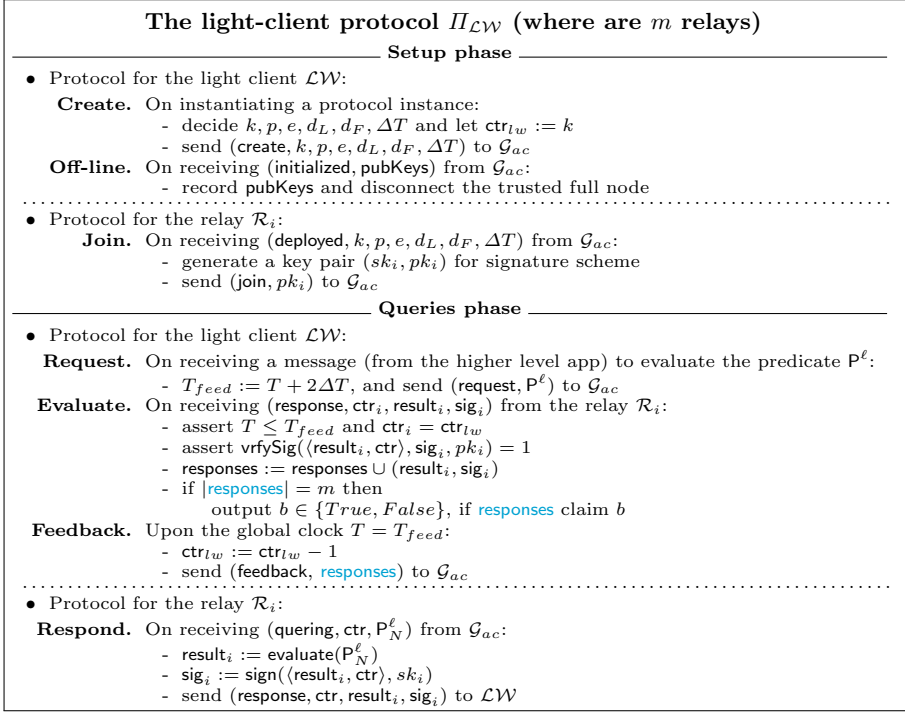 The light-client protocol Π_ℒ𝒲 (where are m relays)
Setup phase
• Protocol for the light client ℒ𝒲:
Create. On instantiating a protocol instance:
- decide k, p, e, d_L, d_F, ΔT and let ctr_lw := k
- send (create, k, p, e, d_L, d_F, ΔT) to 𝒢_ac
Off-line. On receiving (initialized, pubKeys) from 𝒢_ac:
- record pubKeys and disconnect the trusted full node
• Protocol for the relay ℛ_i:
Join. On receiving (deployed, k, p, e, d_L, d_F, ΔT) from 𝒢_ac:
- generate a key pair (sk_i, pk_i) for signature scheme
- send (join, pk_i) to 𝒢_ac
Queries phase
• Protocol for the light client ℒ𝒲:
Request. On receiving a message (from the higher level app) to evaluate the predicate P^ℓ:
- T_feed := T + 2ΔT, and send (request, P^ℓ) to 𝒢_ac
Evaluate. On receiving (response, ctr_i, result_i, sig_i) from the relay ℛ_i:
- assert T ≤ T_feed and ctr_i = ctr_lw
- assert vrfySig(⟨result_i, ctr⟩, sig_i, pk_i) = 1
- responses := responses ∪ (result_i, sig_i)
- if |responses| = m then
output b ∈ {True, False}, if responses claim b
Feedback. Upon the global clock T = T_feed:
- ctr_lw := ctr_lw − 1
- send (feedback, responses) to 𝒢_ac
• Protocol for the relay ℛ_i:
Respond. On receiving (quering, ctr, P^ℓ_N) from 𝒢_ac:
- result_i := evaluate(P^ℓ_N)
- sig_i := sign(⟨result_i, ctr⟩, sk_i)
- send (response, ctr, result_i, sig_i) to ℒ𝒲